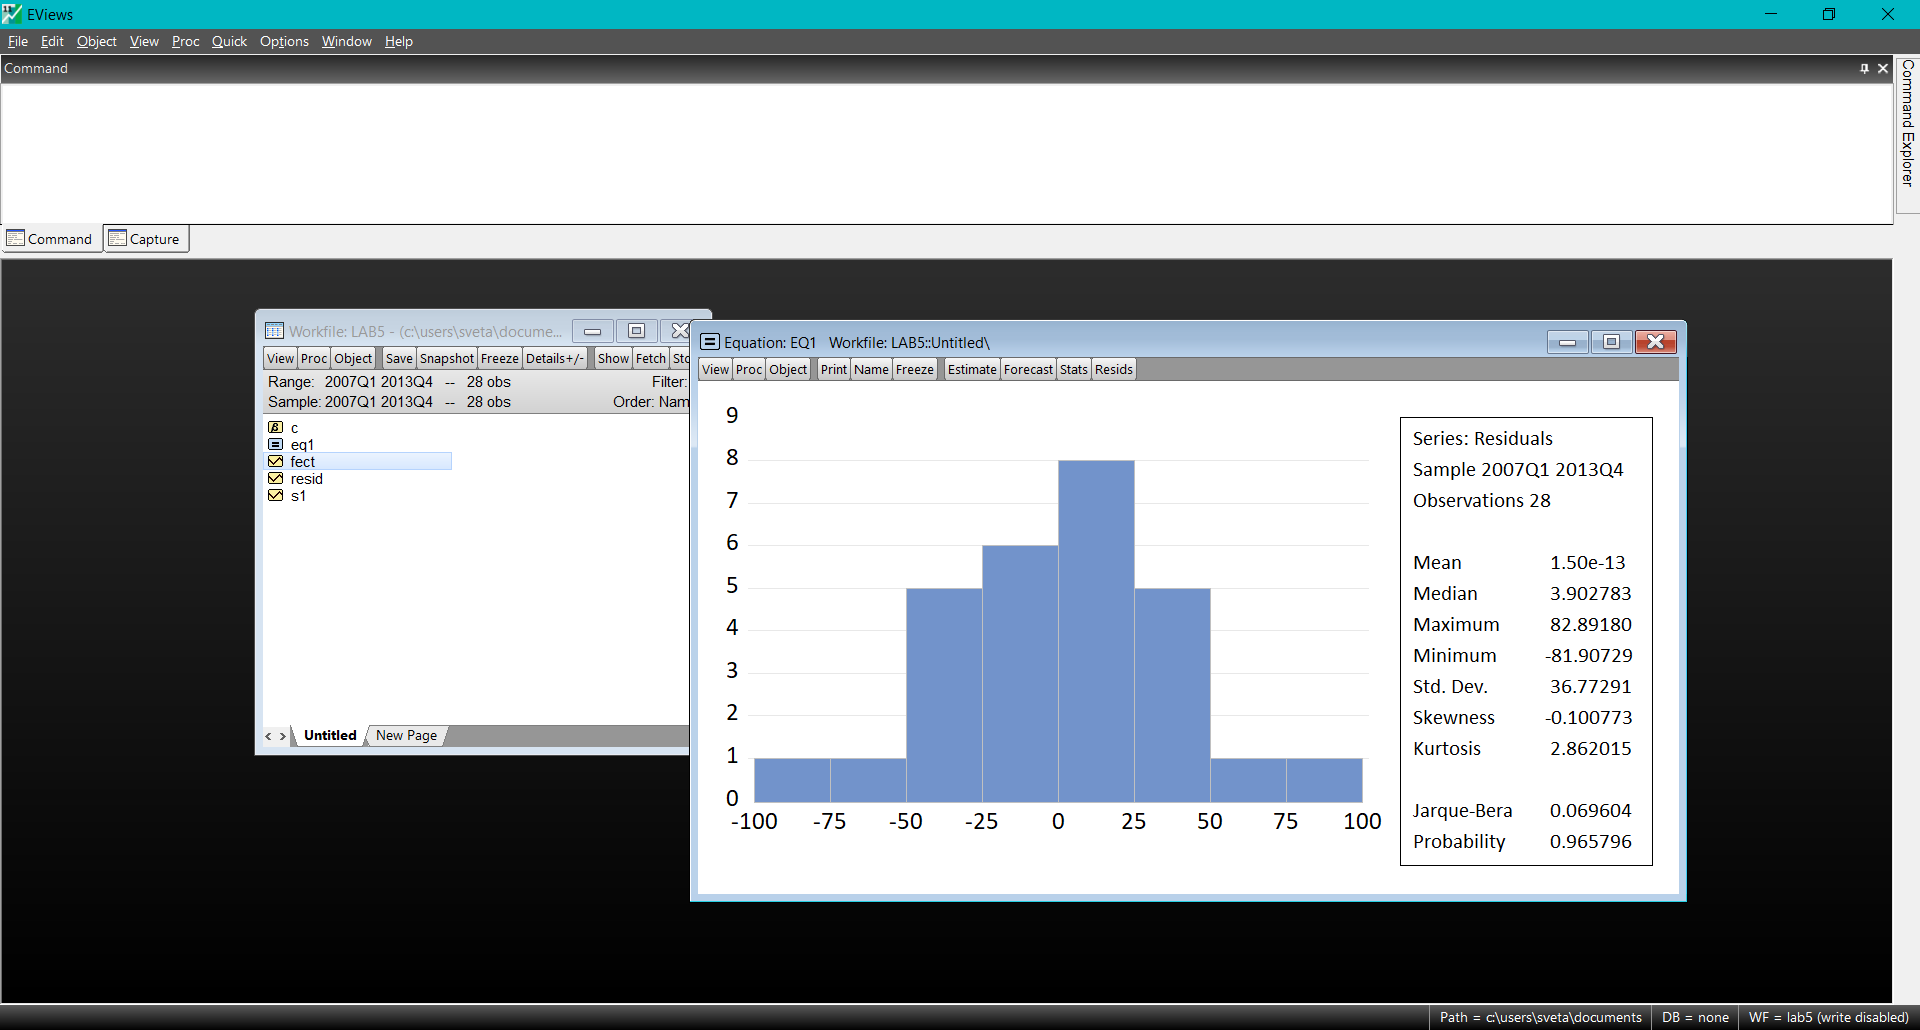 EViews
File Edit Object View Proc Quick Options Window Help
Command
Command Explorer
Command Capture
Workfile: LAB5 - (c:\users\sveta\docume...
View Proc Object Save Snapshot Freeze Details+/- Show Fetch Sto
Range: 2007Q1 2013Q4 -- 28 obs Filter:
Sample: 2007Q1 2013Q4 -- 28 obs Order: Nam
c
eq1
fect
resid
s1
< > Untitled New Page
Equation: EQ1 Workfile: LAB5::Untitled\
View Proc Object Print Name Freeze Estimate Forecast Stats Resids
9
8
7
6
5
4
3
2
1
0
-100 -75 -50 -25 0 25 50 75 100
Series: Residuals
Sample 2007Q1 2013Q4
Observations 28
Mean 1.50e-13
Median 3.902783
Maximum 82.89180
Minimum -81.90729
Std. Dev. 36.77291
Skewness -0.100773
Kurtosis 2.862015
Jarque-Bera 0.069604
Probability 0.965796
Path = c:\users\sveta\documents DB = none WF = lab5 (write disabled)